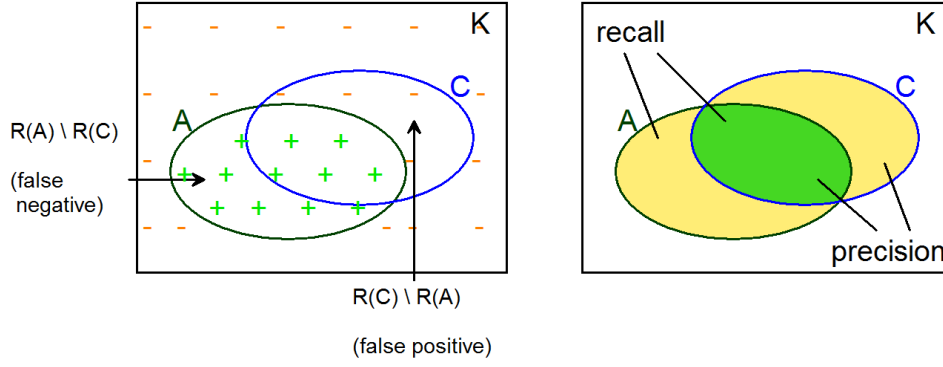 K
A
C
R(A) \ R(C)
(false
negative)
R(C) \ R(A)
(false positive)
K
recall
C
A
precision